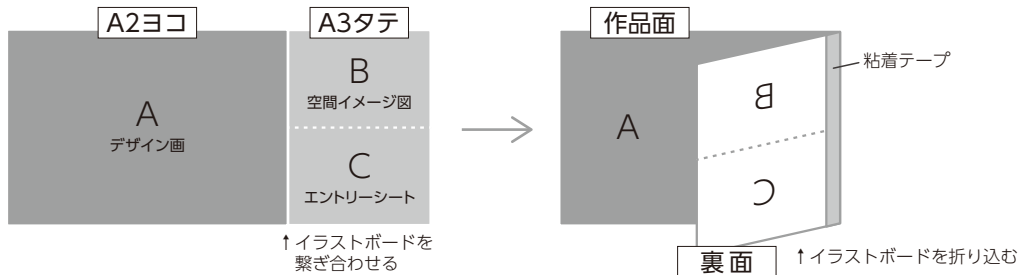 A2ヨコ
A3タテ
A
デザイン画
B
空間イメージ図
C
エントリーシート
↑イラストボードを
繋ぎ合わせる
作品面
粘着テープ
A
B
C
裏面
↑イラストボードを折り込む